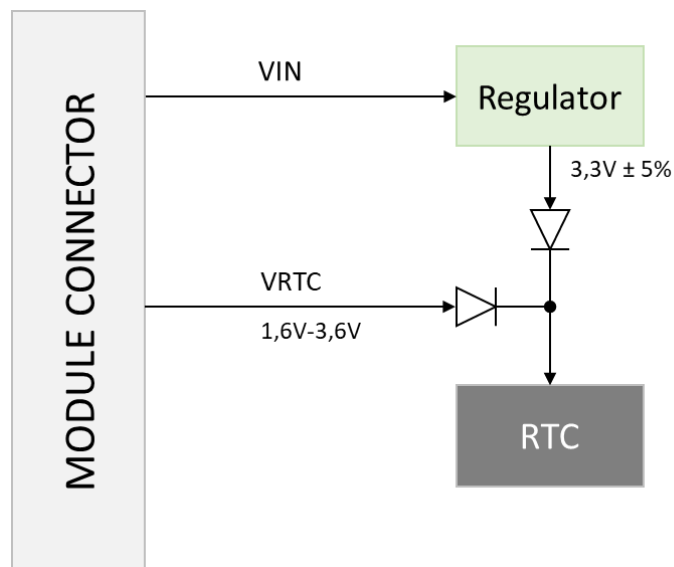 MODULE CONNECTOR
VIN
Regulator
3,3V ± 5%
VRTC
1,6V-3,6V
RTC